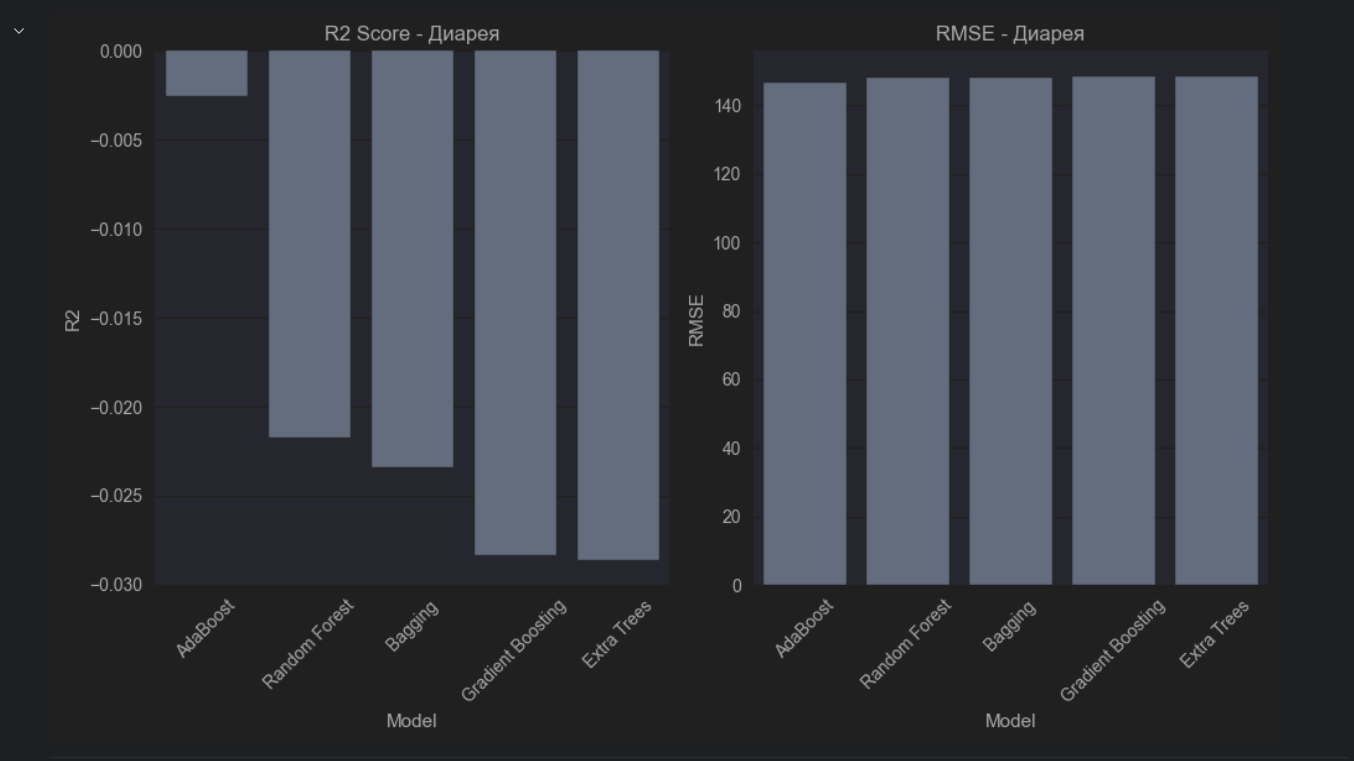 R2 Score - Диарея
0.000
−0.005
−0.010
−0.015
−0.020
−0.025
−0.030
R2
AdaBoost
Random Forest
Bagging
Gradient Boosting
Extra Trees
Model
RMSE - Диарея
140
120
100
80
60
40
20
0
RMSE
AdaBoost
Random Forest
Bagging
Gradient Boosting
Extra Trees
Model